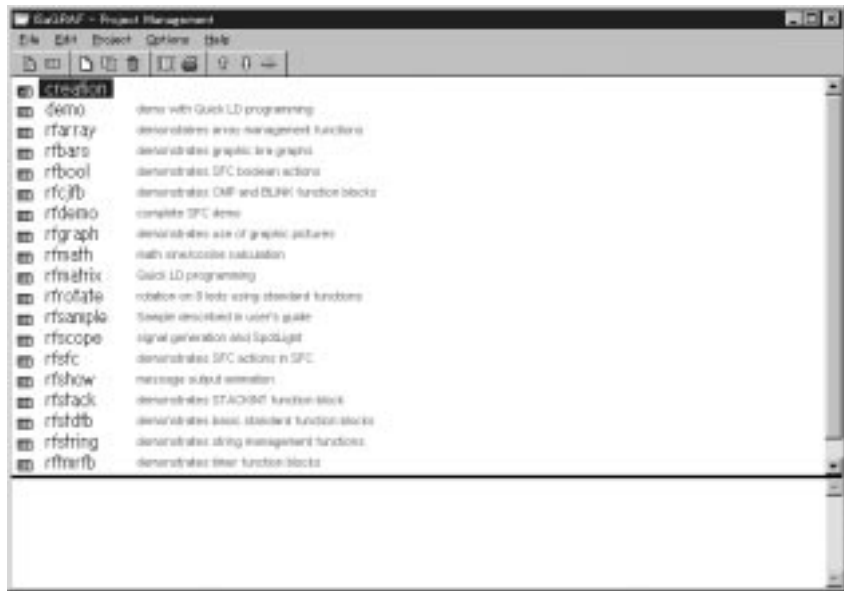 ISaGRAF - Project Management
File Edit Project Options Help
creation
demo demo with Quick LD programming
rfarray demonstrates array management functions
rfbars demonstrates graphic bra graphs
rfbool demonstrates SFC boolean actions
rfcjfb demonstrates CMP and BLINK function blocks
rfdemo complete SFC demo
rfgraph demonstrates use of graphic pictures
rfmath math sine/cosine calculation
rfmatrix Quick LD programming
rfrotate rotation on 8 leds using standard functions
rfsample Sample described in user's guide
rfscope signal generation and SpotLight
rfsfc demonstrates SFC actions in SFC
rfshow message output animation
rfstack demonstrates STACKINT function block
rfstdfb demonstrates basic standard function blocks
rfstring demonstrates string management functions
rftmrfb demonstrates timer function blocks